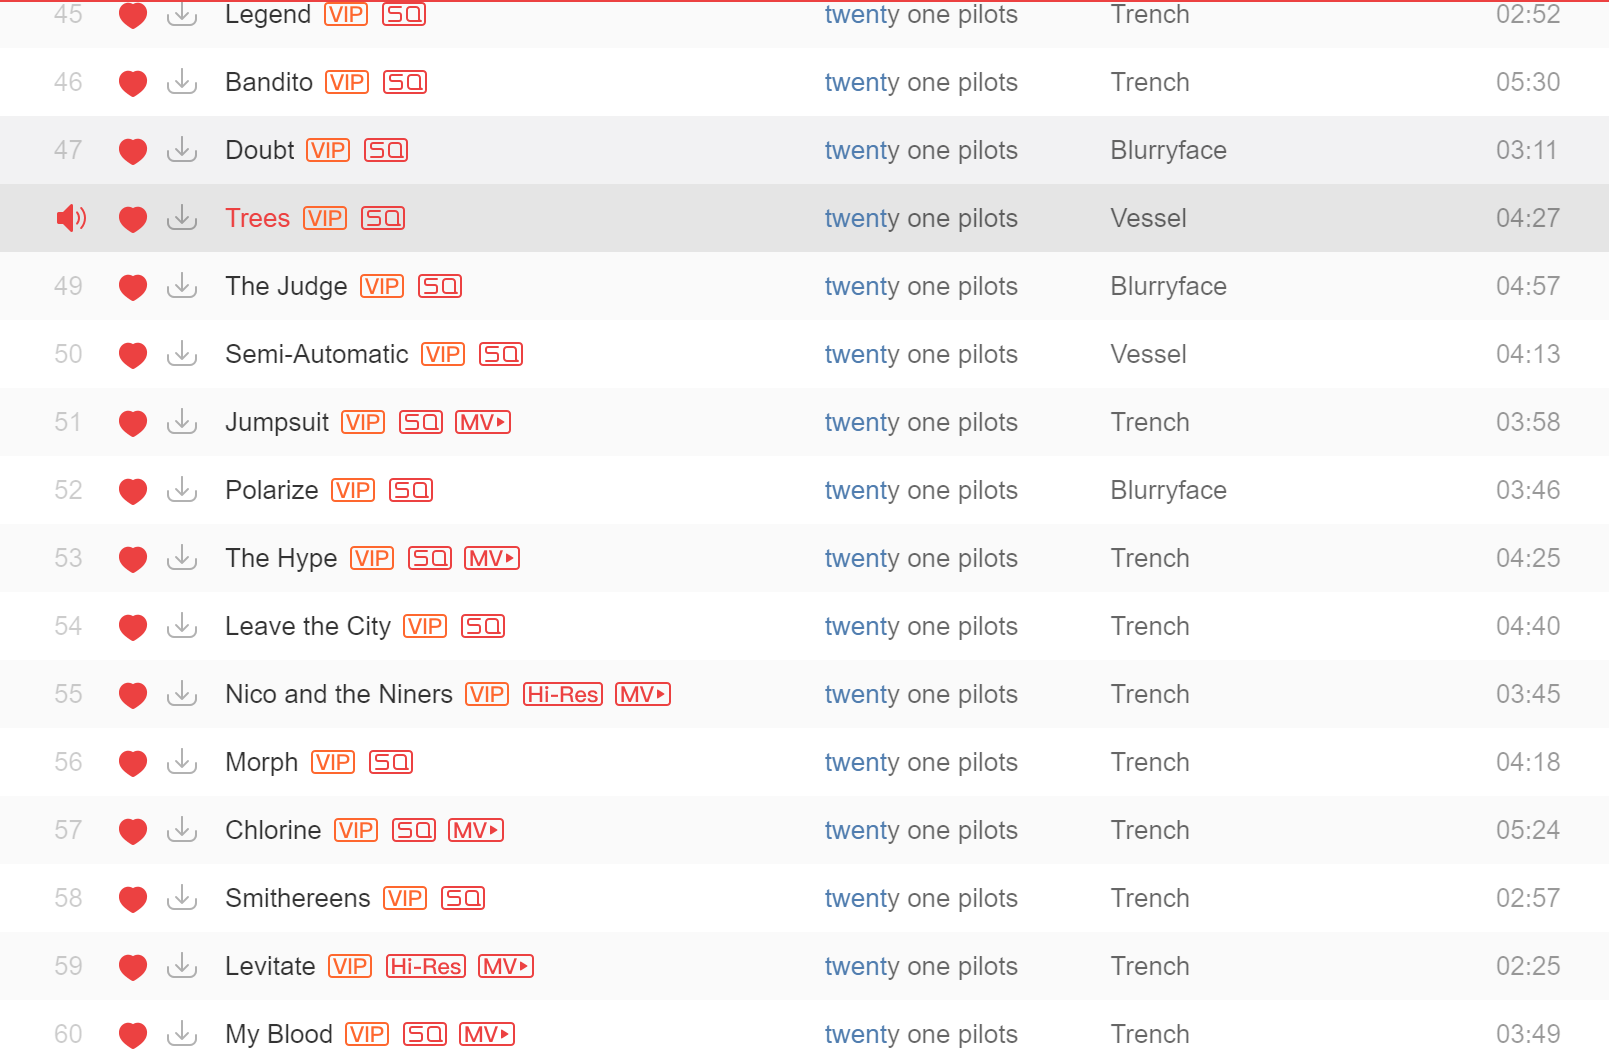 45 Legend VIP SQ twenty one pilots Trench 02:52
46 Bandito VIP SQ twenty one pilots Trench 05:30
47 Doubt VIP SQ twenty one pilots Blurryface 03:11
Trees VIP SQ twenty one pilots Vessel 04:27
49 The Judge VIP SQ twenty one pilots Blurryface 04:57
50 Semi-Automatic VIP SQ twenty one pilots Vessel 04:13
51 Jumpsuit VIP SQ MV twenty one pilots Trench 03:58
52 Polarize VIP SQ twenty one pilots Blurryface 03:46
53 The Hype VIP SQ MV twenty one pilots Trench 04:25
54 Leave the City VIP SQ twenty one pilots Trench 04:40
55 Nico and the Niners VIP Hi-Res MV twenty one pilots Trench 03:45
56 Morph VIP SQ twenty one pilots Trench 04:18
57 Chlorine VIP SQ MV twenty one pilots Trench 05:24
58 Smithereens VIP SQ twenty one pilots Trench 02:57
59 Levitate VIP Hi-Res MV twenty one pilots Trench 02:25
60 My Blood VIP SQ MV twenty one pilots Trench 03:49